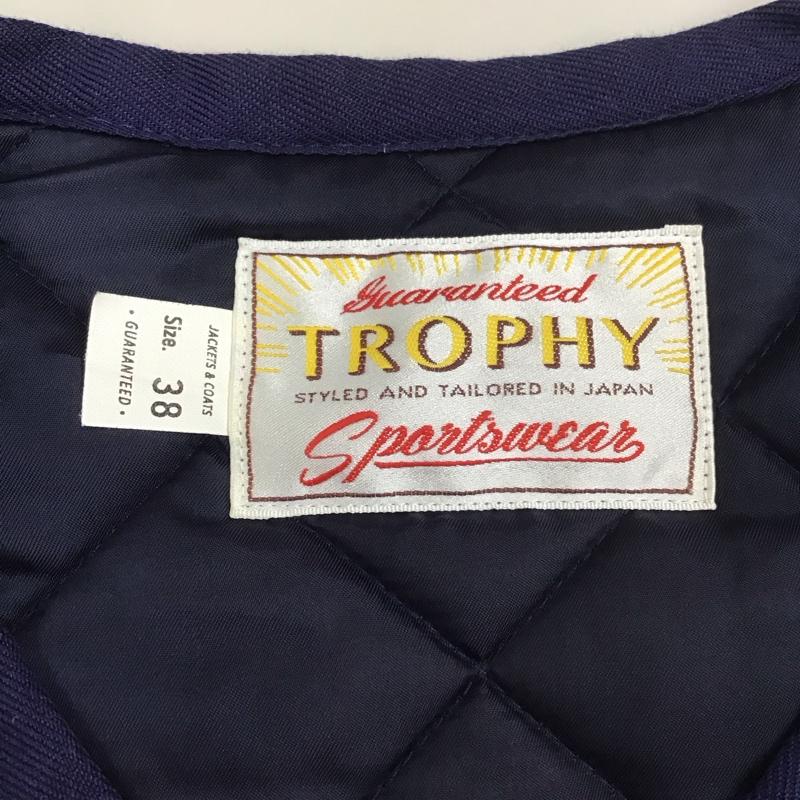 Guaranteed
TROPHY
STYLED AND TAILORED IN JAPAN
Sportswear
JACKETS & COATS
Size. 38
• GUARANTEED •